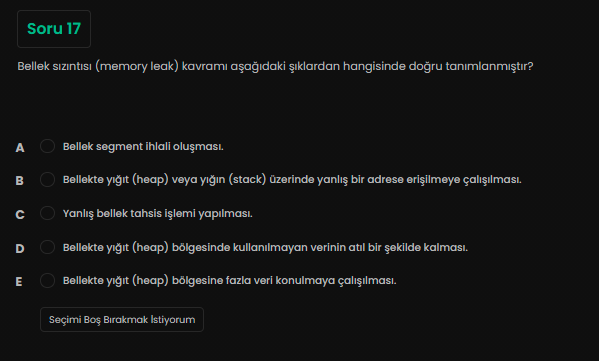 Soru 17
Bellek sızıntısı (memory leak) kavramı aşağıdaki şıklardan hangisinde doğru tanımlanmıştır?
A Bellek segment ihlali oluşması.
B Bellekte yığıt (heap) veya yığın (stack) üzerinde yanlış bir adrese erişilmeye çalışılması.
C Yanlış bellek tahsis işlemi yapılması.
D Bellekte yığıt (heap) bölgesinde kullanılmayan verinin atıl bir şekilde kalması.
E Bellekte yığıt (heap) bölgesine fazla veri konulmaya çalışılması.
Seçimi Boş Bırakmak İstiyorum